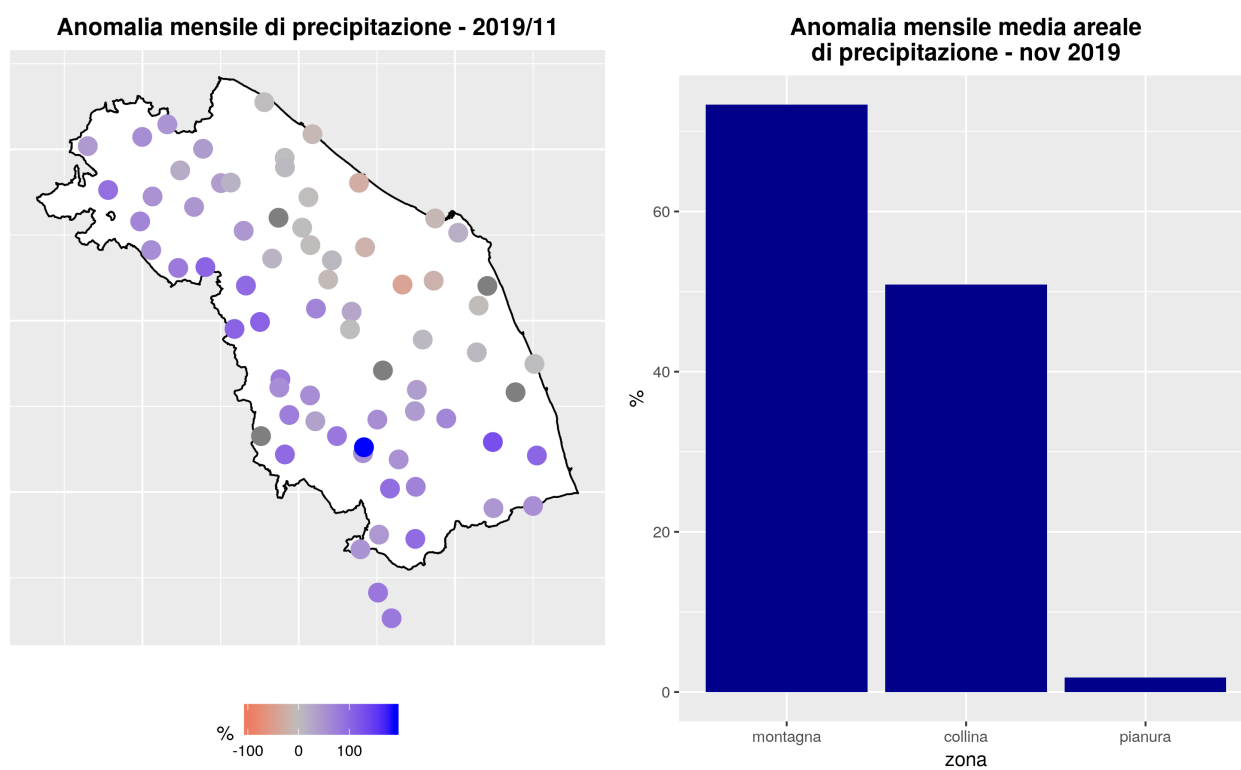 Anomalia mensile di precipitazione - 2019/11
%
-100 0 100
Anomalia mensile media areale
di precipitazione - nov 2019
60
40
20
0
%
montagna collina pianura
zona